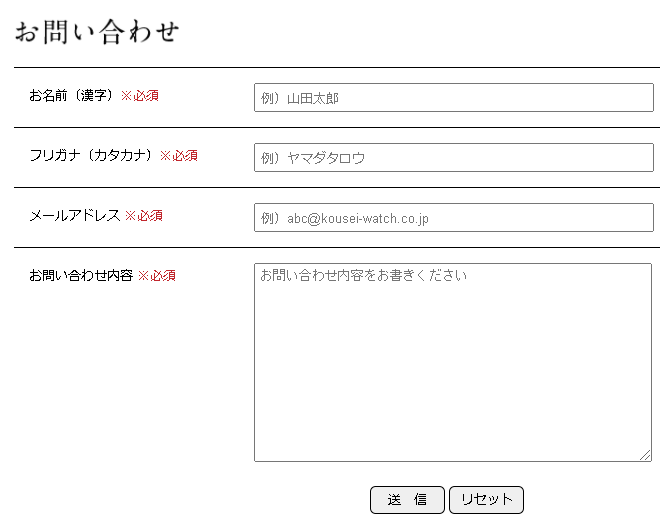 お問い合わせ
お名前（漢字）※必須
例）山田太郎
フリガナ（カタカナ）※必須
例）ヤマダタロウ
メールアドレス ※必須
例）abc@kousei-watch.co.jp
お問い合わせ内容 ※必須
お問い合わせ内容をお書きください
送　信 リセット